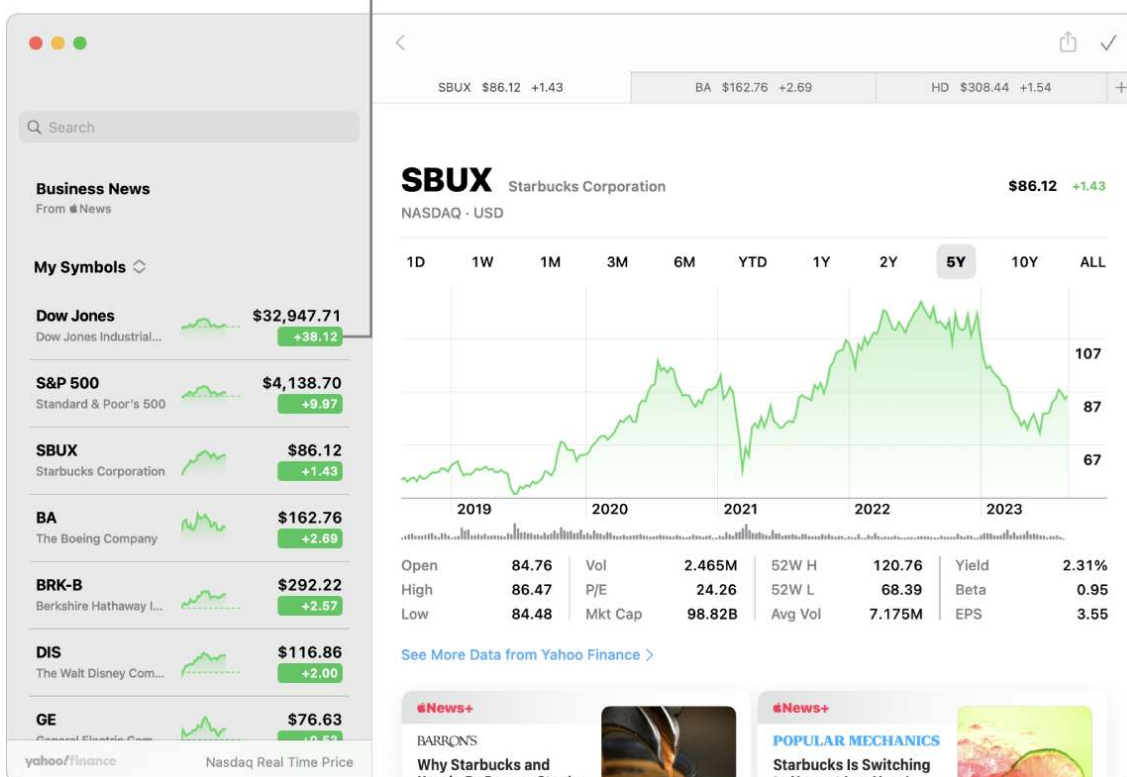 Search
Business News
From News
My Symbols
Dow Jones $32,947.71
Dow Jones Industrial... +38.12
S&P 500 $4,138.70
Standard & Poor's 500 +9.97
SBUX $86.12
Starbucks Corporation +1.43
BA $162.76
The Boeing Company +2.69
BRK-B $292.22
Berkshire Hathaway I... +2.57
DIS $116.86
The Walt Disney Com... +2.00
GE $76.63
General Electric Com... +0.53
yahoo!finance Nasdaq Real Time Price
SBUX $86.12 +1.43 BA $162.76 +2.69 HD $308.44 +1.54 +
SBUX Starbucks Corporation $86.12 +1.43
NASDAQ · USD
1D 1W 1M 3M 6M YTD 1Y 2Y 5Y 10Y ALL
107
87
67
2019 2020 2021 2022 2023
Open 84.76 Vol 2.465M 52W H 120.76 Yield 2.31%
High 86.47 P/E 24.26 52W L 68.39 Beta 0.95
Low 84.48 Mkt Cap 98.82B Avg Vol 7.175M EPS 3.55
See More Data from Yahoo Finance >
News+
BARRON'S
Why Starbucks and
News+
POPULAR MECHANICS
Starbucks Is Switching